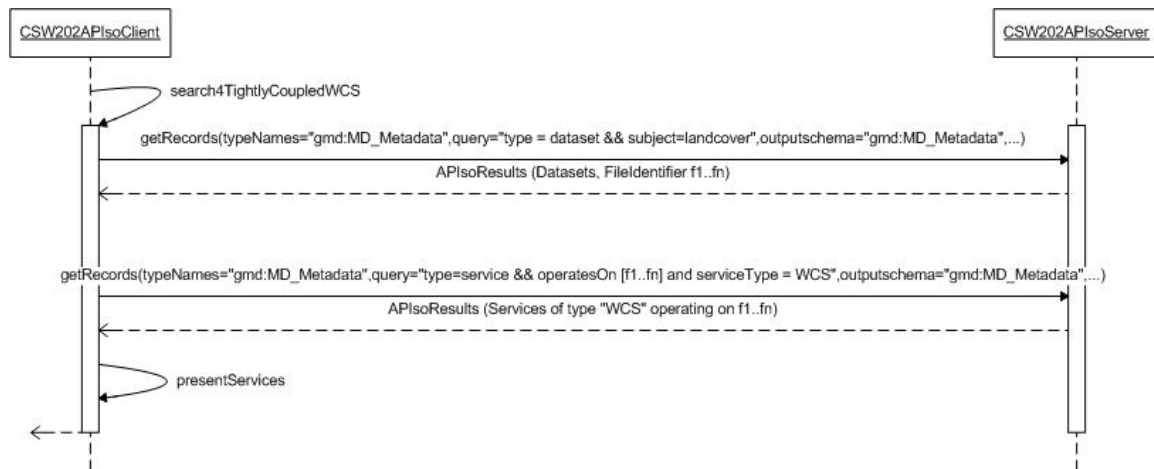 CSW202APIsoClient
CSW202APIsoServer
search4TightlyCoupledWCS
getRecords(typeNames="gmd:MD_Metadata",query="type = dataset && subject=landcover",outputschema="gmd:MD_Metadata",...)
APIsoResults (Datasets, FileIdentifier f1..fn)
getRecords(typeNames="gmd:MD_Metadata",query="type=service && operatesOn [f1..fn] and serviceType = WCS",outputschema="gmd:MD_Metadata",...)
APIsoResults (Services of type "WCS" operating on f1..fn)
presentServices